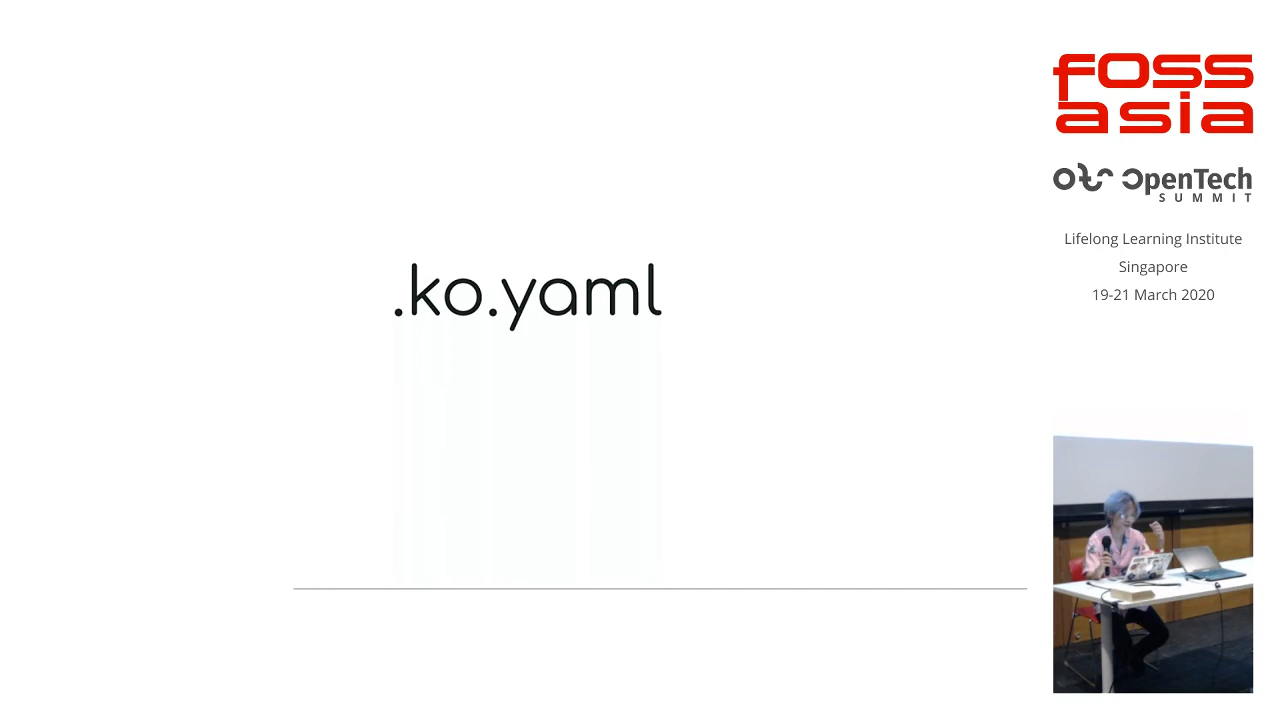 .ko.yaml
foss
asia
OpenTech
SUMMIT
Lifelong Learning Institute
Singapore
19-21 March 2020